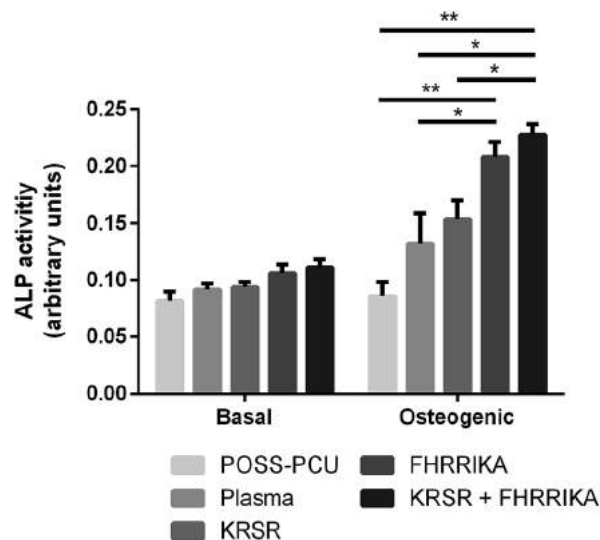 **
*
*
**
*
0.25
0.20
0.15
0.10
0.05
0.00
ALP activitiy
(arbitrary units)
Basal Osteogenic
POSS-PCU FHRRIKA
Plasma KRSR + FHRRIKA
KRSR